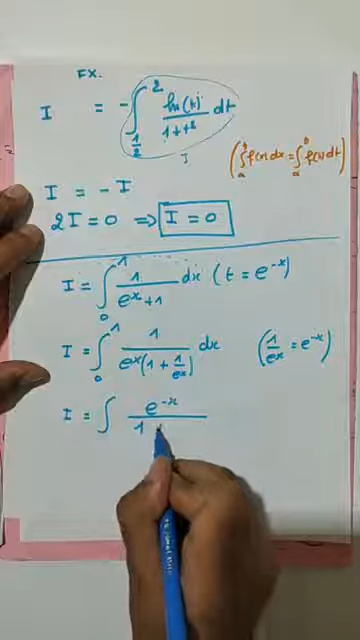 EX.
I = - ∫_{1/2}^{2} ln(t)/(1+t²) dt
I
(∫_a^b f(x)dx = ∫_a^b f(t)dt)
I = - I
2I = 0 ⟹ I = 0
I = ∫_0^1 1/(e^x+1) dx (t = e^{-x})
I = ∫_0^1 1/(e^x(1+1/e^x)) dx (1/e^x = e^{-x})
I = ∫ e^{-x}/1